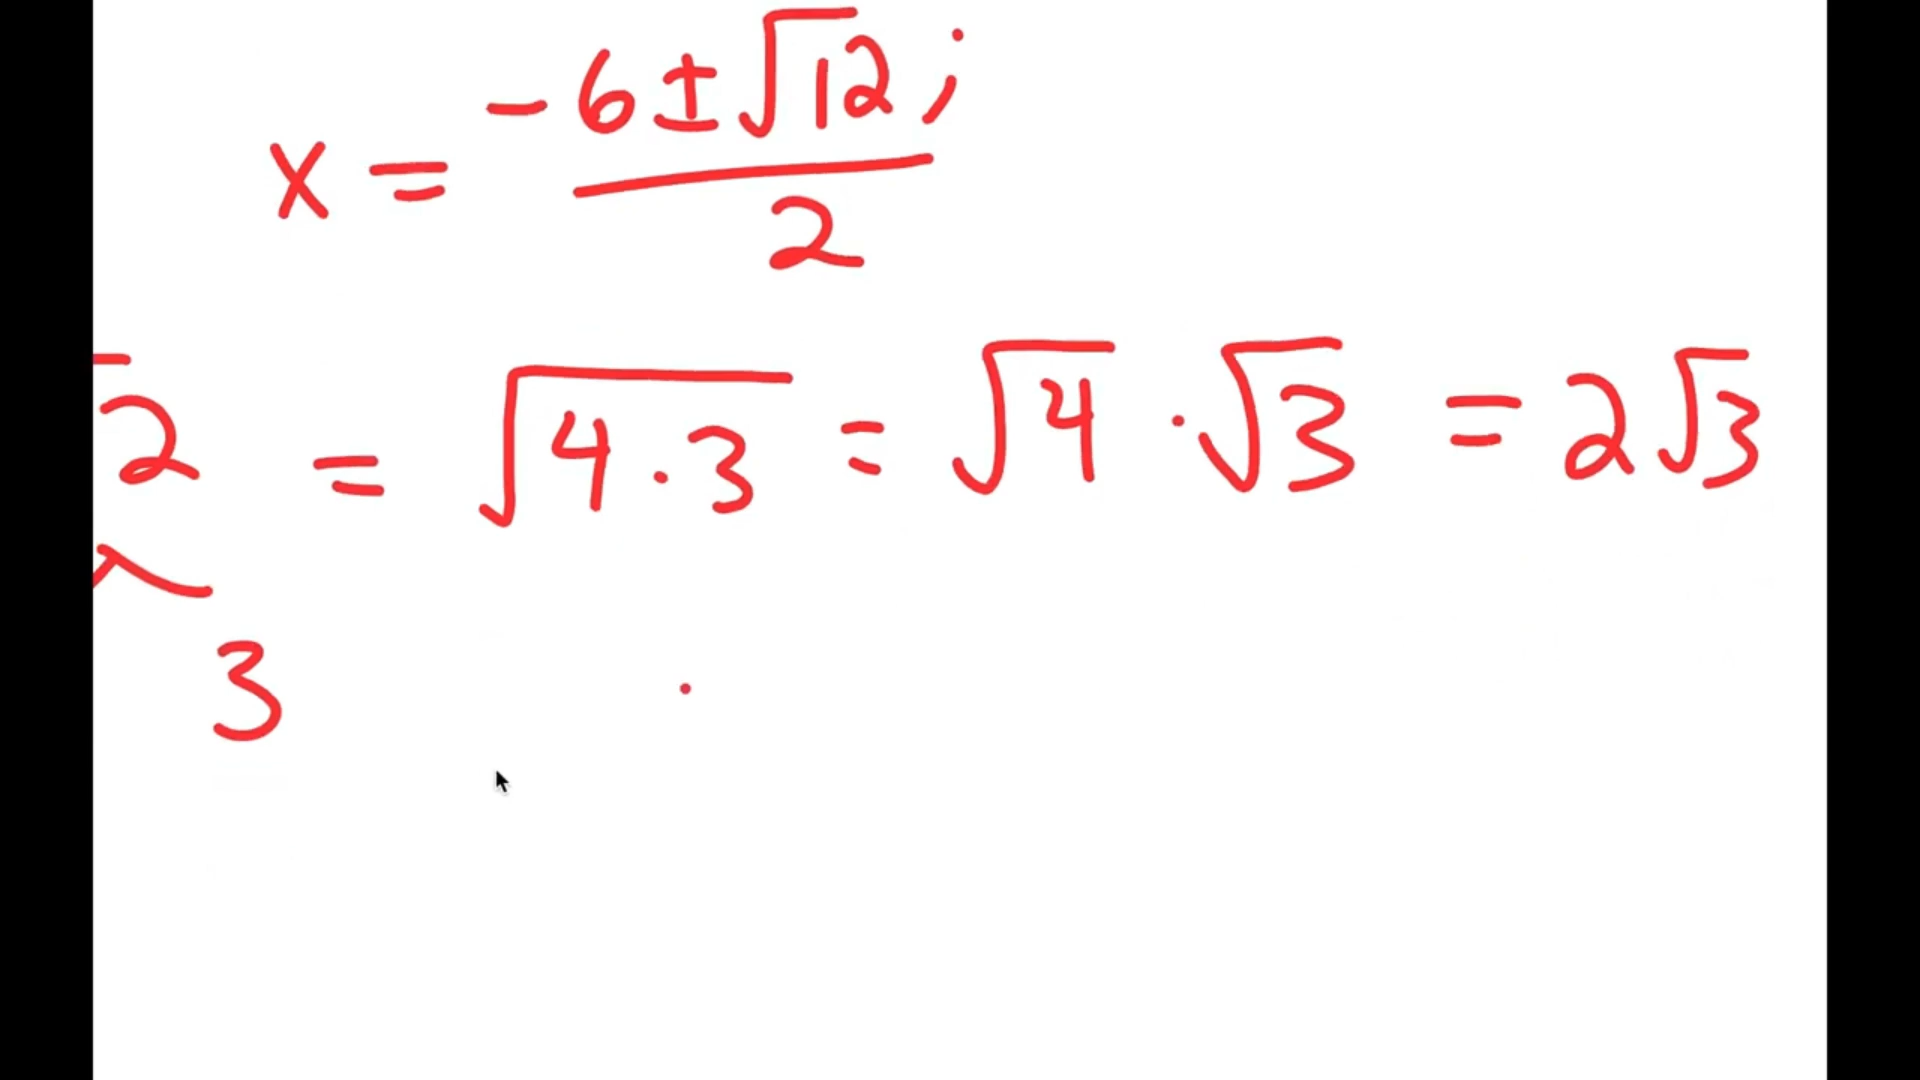 x = -6 ± √12 i
2
2 = √4·3 = √4 · √3 = 2√3
3